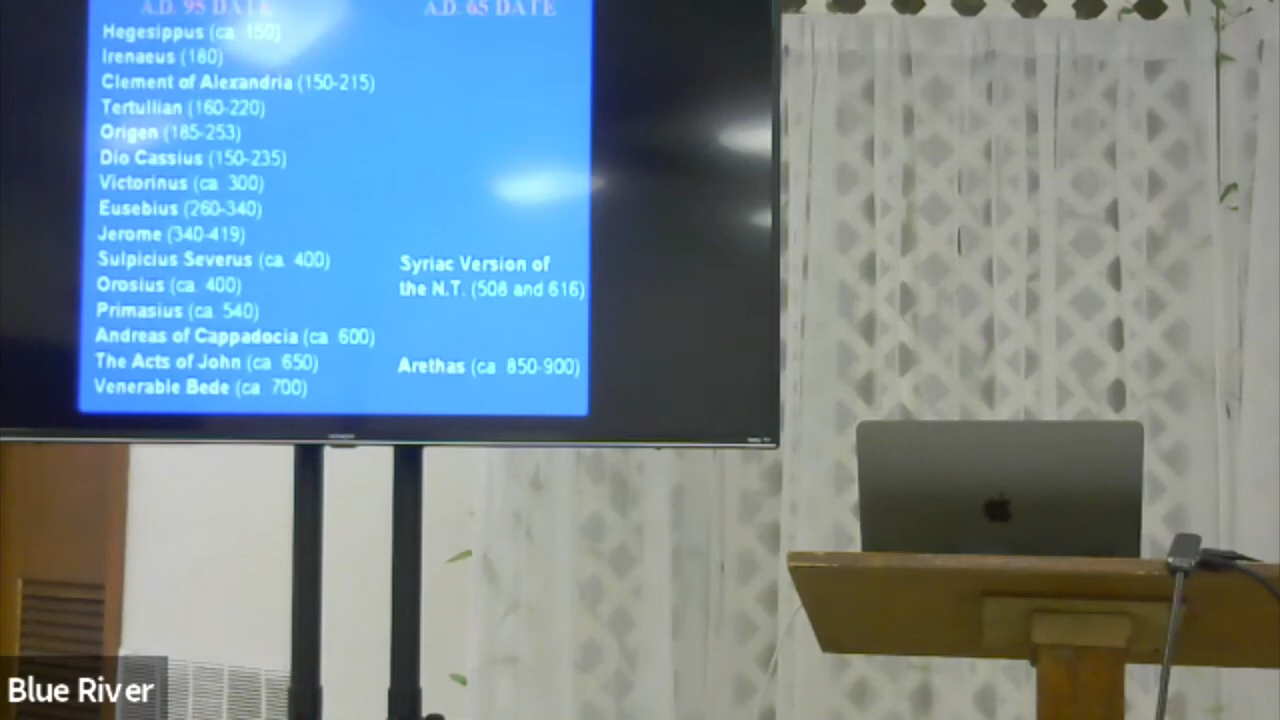 A.D. 95 DATE A.D. 65 DATE
Hegesippus (ca 150)
Irenaeus (180)
Clement of Alexandria (150-215)
Tertullian (160-220)
Origen (185-253)
Dio Cassius (150-235)
Victorinus (ca 300)
Eusebius (260-340)
Jerome (340-419)
Sulpicius Severus (ca 400)
Orosius (ca 400)
Primasius (ca 540)
Andreas of Cappadocia (ca 600)
The Acts of John (ca 650)
Venerable Bede (ca 700)
Syriac Version of
the N.T. (508 and 616)
Arethas (ca 850-900)
Blue River